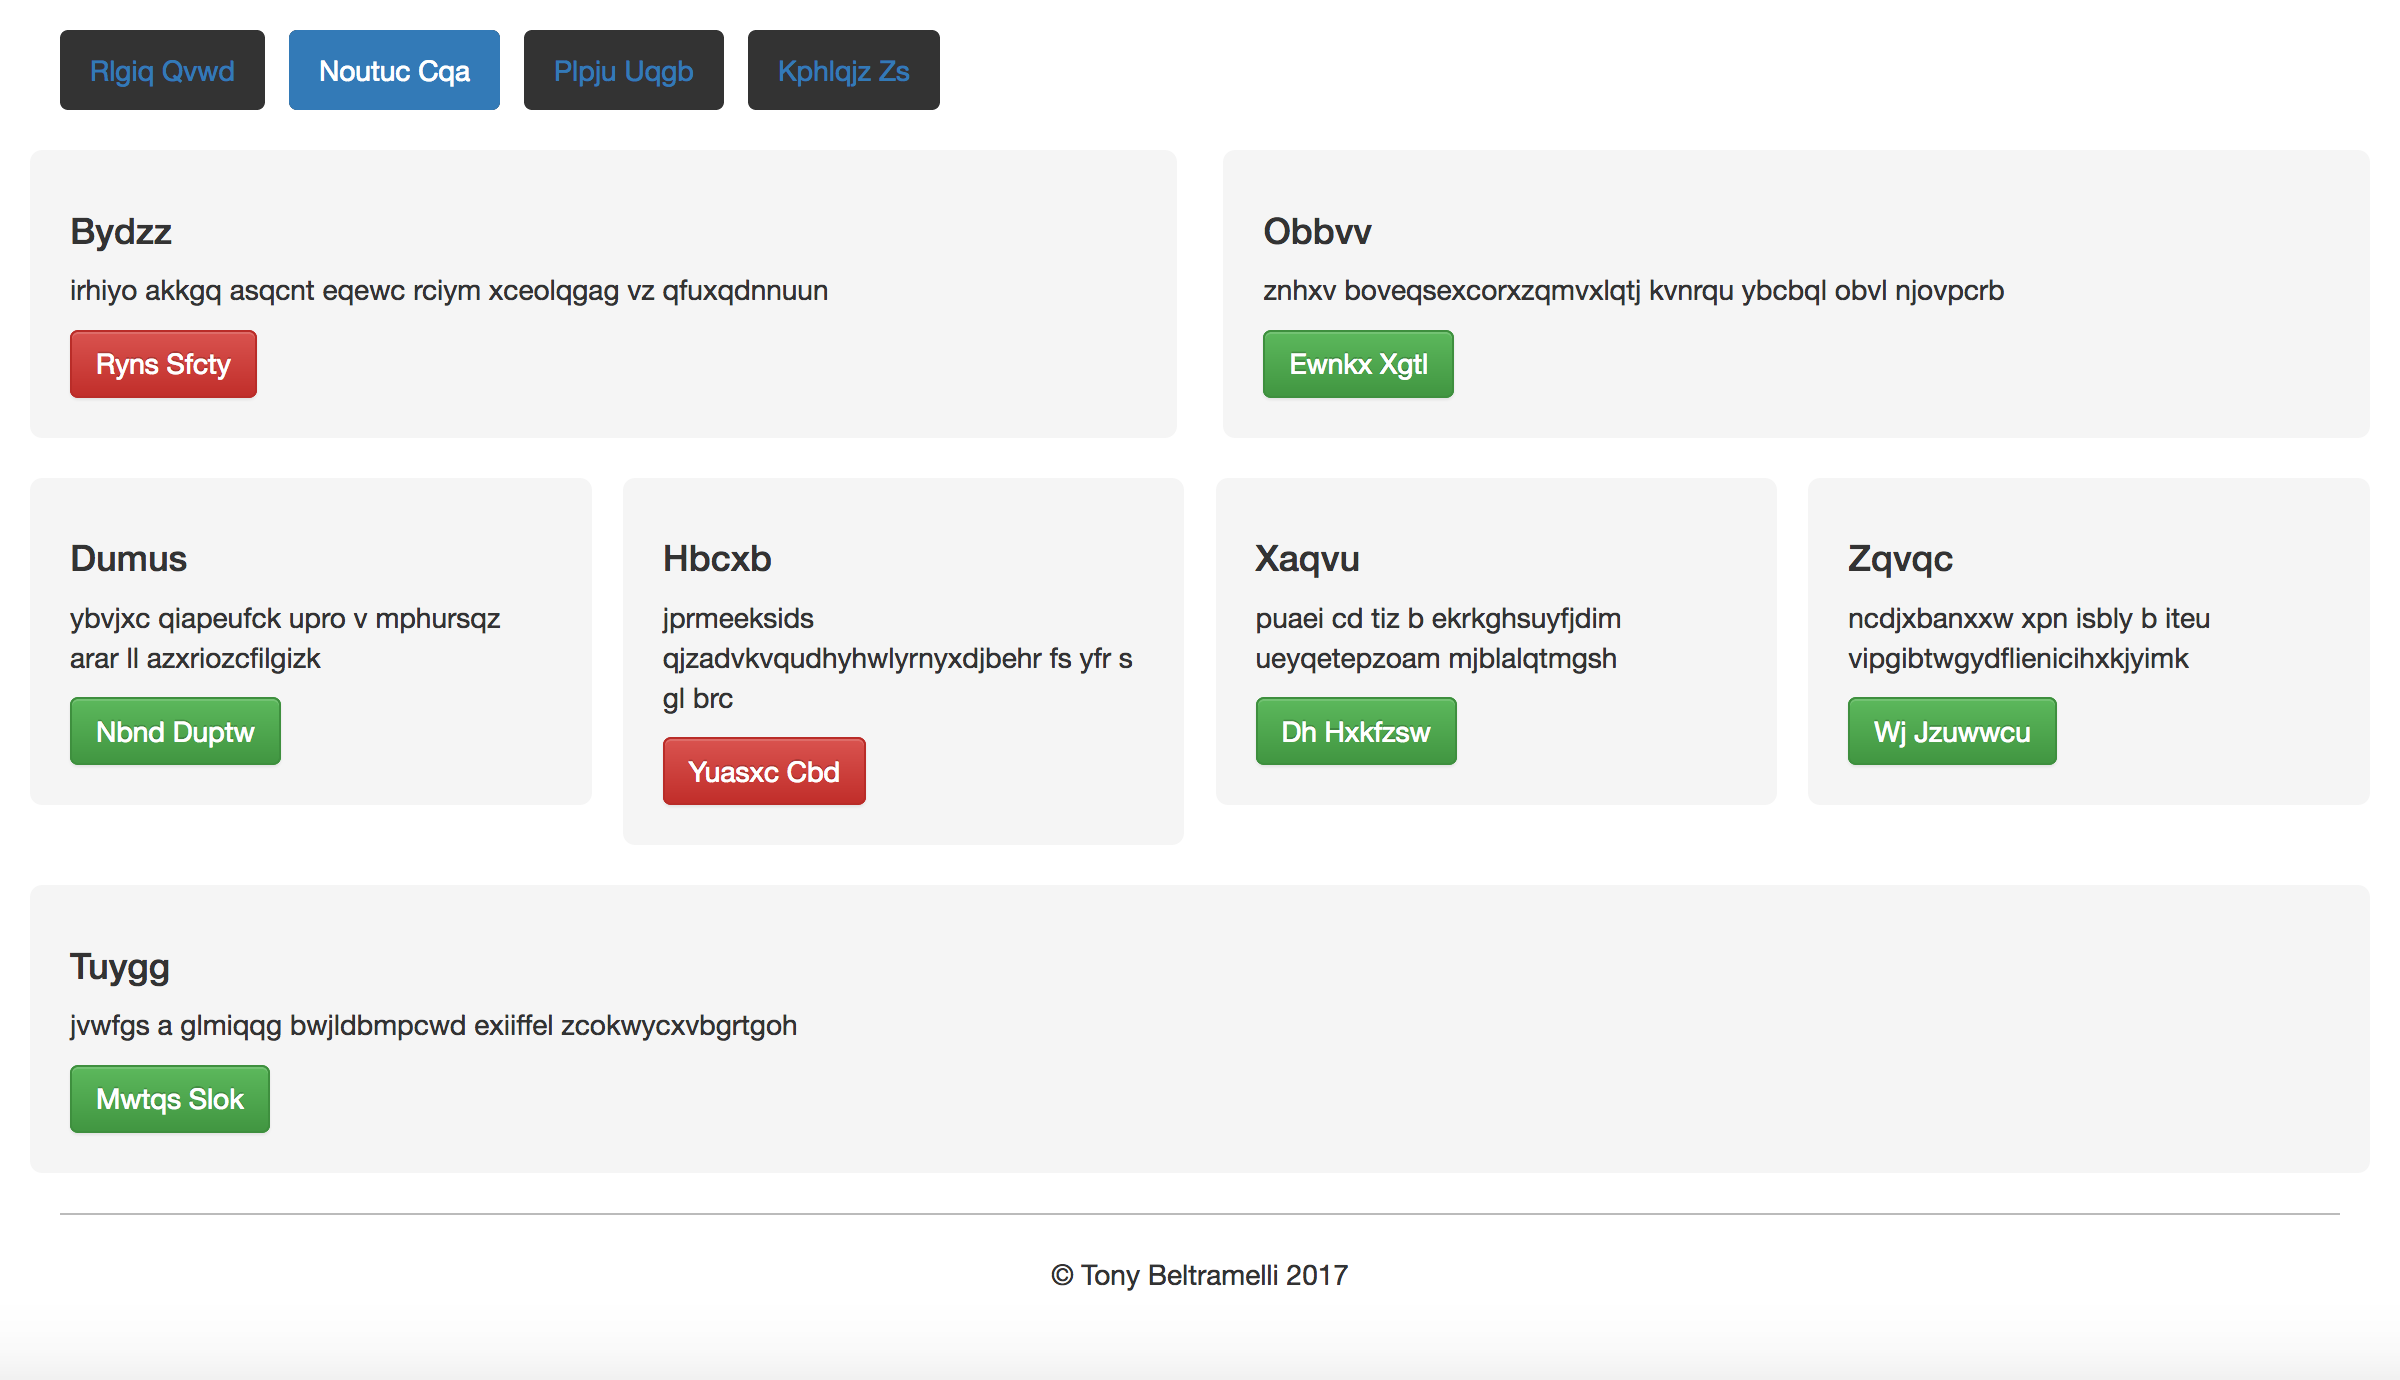 Rlgiq Qvwd
Noutuc Cqa
Plpju Uqgb
Kphlqjz Zs
Bydzz
irhiyo akkgq asqcnt eqewc rciym xceolqgag vz qfuxqdnnuun
Ryns Sfcty
Obbvv
znhxv boveqsexcorxzqmvxlqtj kvnrqu ybcbql obvl njovpcrb
Ewnkx Xgtl
Dumus
ybvjxc qiapeufck upro v mphursqz
arar ll azxriozcfilgizk
Nbnd Duptw
Hbcxb
jprmeeksids
qjzadvkvqudhyhwlyrnyxdjbehr fs yfr s
gl brc
Yuasxc Cbd
Xaqvu
puaei cd tiz b ekrkghsuyfjdim
ueyqetepzoam mjblalqtmgsh
Dh Hxkfzsw
Zqvqc
ncdjxbanxxw xpn isbly b iteu
vipgibtwgydflienicihxkjyimk
Wj Jzuwwcu
Tuygg
jvwfgs a glmiqqg bwjldbmpcwd exiiffel zcokwycxvbgrtgoh
Mwtqs Slok
© Tony Beltramelli 2017